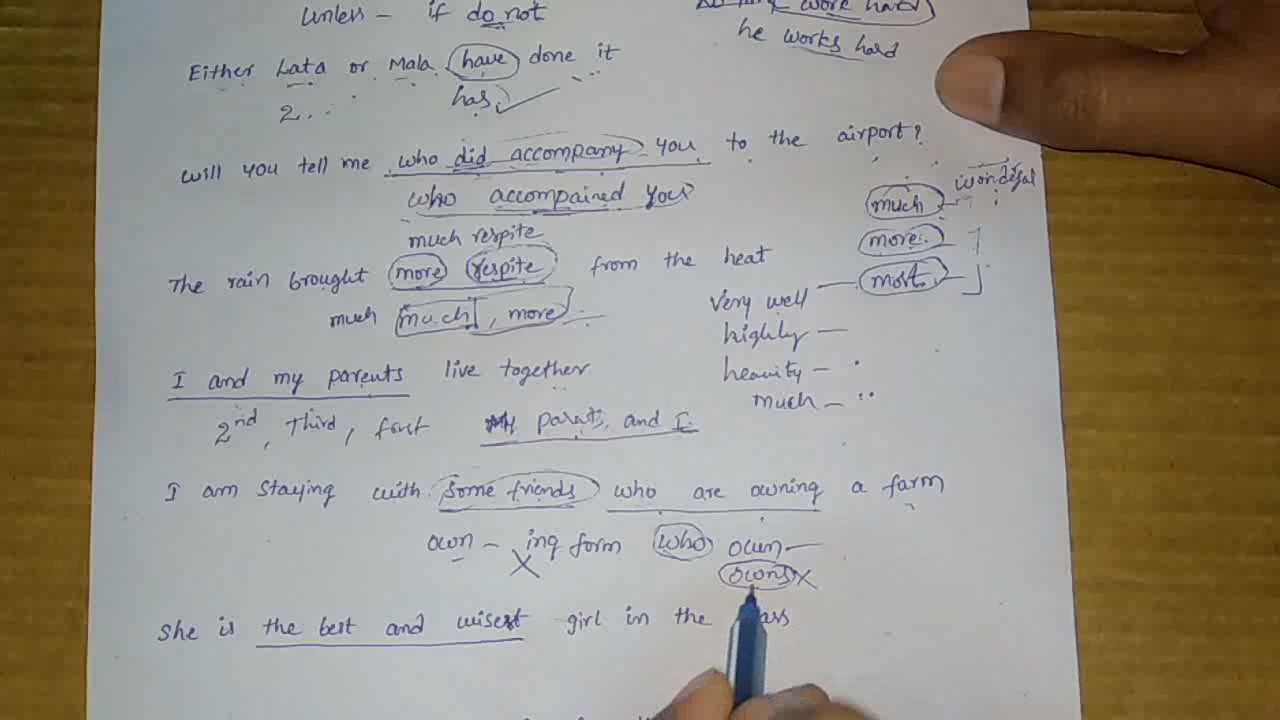 unless - if do not
work hard
he works hard
Either Lata or Mala have done it
2...
has
will you tell me who did accompany you to the airport?
who accompained you
much respite
much
more
most
The rain brought more respite from the heat
much much, more
very well
highly
heavity
much
I and my parents live together
2nd, third, first
parents, and I
I am staying with some friends who are owning a farm
own - ing form who own
owns X
she is the best and wisest girl in the